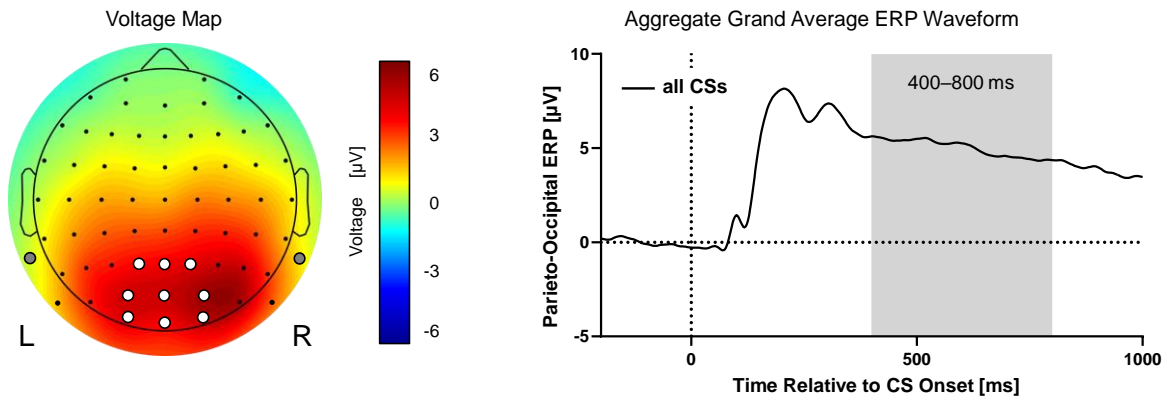 Voltage Map
6
3
0
-3
-6
Voltage [µV]
L
R
Aggregate Grand Average ERP Waveform
10
5
0
-5
Parieto-Occipital ERP [µV]
all CSs
400–800 ms
0
500
1000
Time Relative to CS Onset [ms]